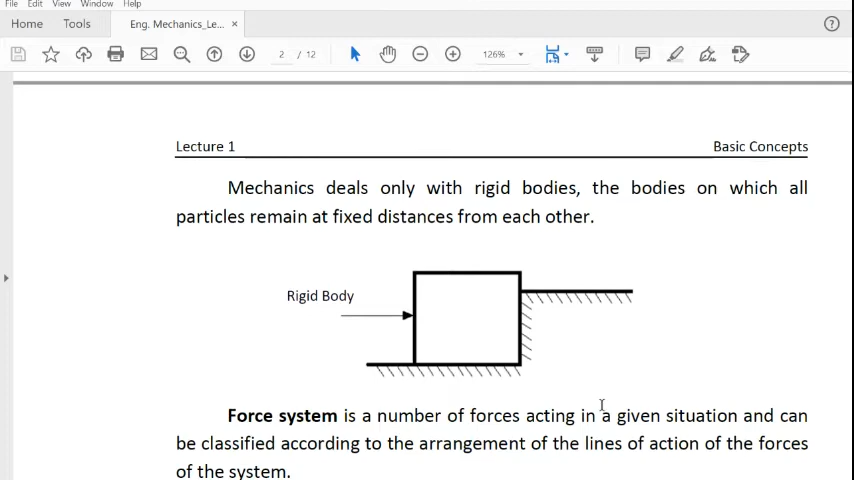 File Edit View Window Help
Home Tools Eng. Mechanics_Le... ×
2 / 12 126%
Lecture 1 Basic Concepts
Mechanics deals only with rigid bodies, the bodies on which all
particles remain at fixed distances from each other.
Rigid Body
Force system is a number of forces acting in a given situation and can
be classified according to the arrangement of the lines of action of the forces
of the system.